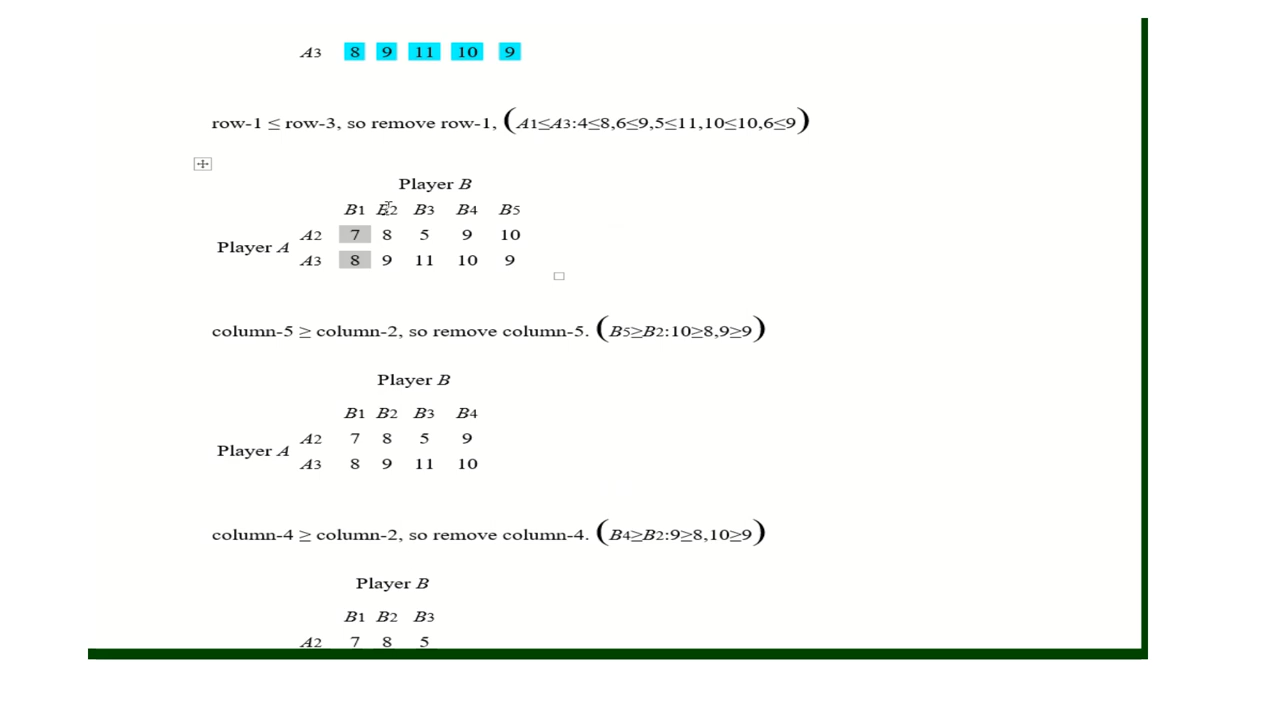 A3 8 9 11 10 9
row-1 ≤ row-3, so remove row-1, (A1≤A3:4≤8,6≤9,5≤11,10≤10,6≤9)
Player B
B1 B2 B3 B4 B5
A2 7 8 5 9 10
Player A
A3 8 9 11 10 9
column-5 ≥ column-2, so remove column-5. (B5≥B2:10≥8,9≥9)
Player B
B1 B2 B3 B4
A2 7 8 5 9
Player A
A3 8 9 11 10
column-4 ≥ column-2, so remove column-4. (B4≥B2:9≥8,10≥9)
Player B
B1 B2 B3
A2 7 8 5